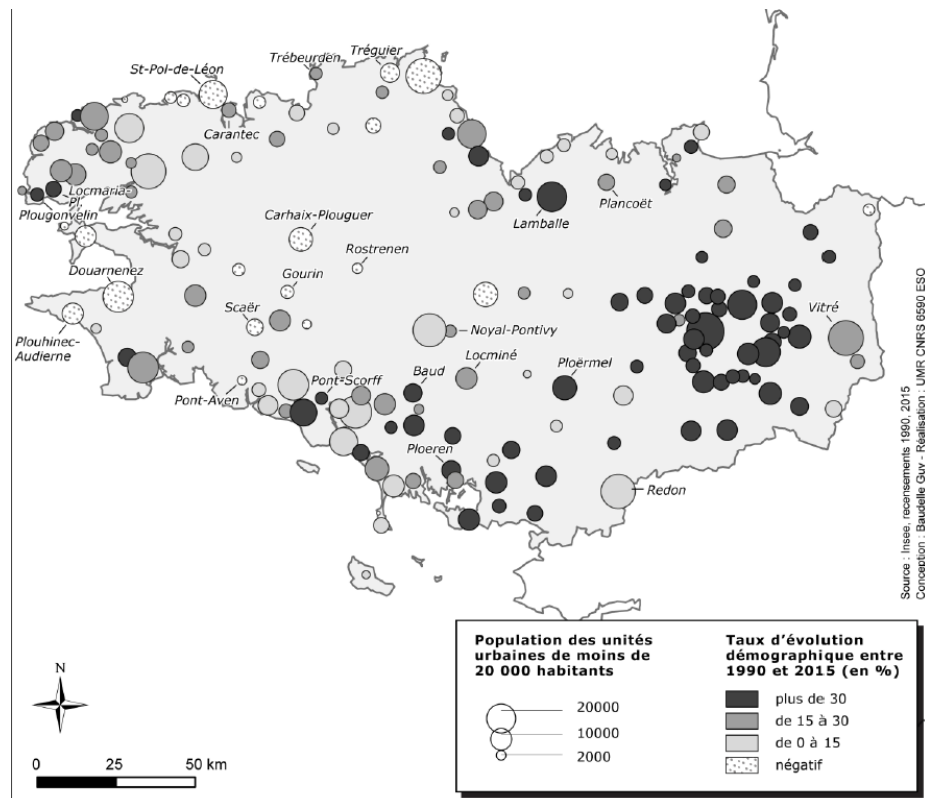 Trébeurden
Tréguier
St-Pol-de-Léon
Carantec
Locmaria-
Pl.
Plougonvelin
Lamballe
Plancoët
Carhaix-Plouguer
Rostrenen
Douarnenez
Gourin
Scaër
Plouhinec-
Audierne
Noyal-Pontivy
Vitré
Locminé
Ploërmel
Baud
Pont-Scorff
Pont-Aven
Ploeren
Redon
Source : Insee, recensements 1990, 2015
Conception : Baudelle Guy - Réalisation : UMR CNRS 6590 ESO
Population des unités
urbaines de moins de
20 000 habitants
20000
10000
2000
Taux d'évolution
démographique entre
1990 et 2015 (en %)
plus de 30
de 15 à 30
de 0 à 15
négatif
N
0 25 50 km